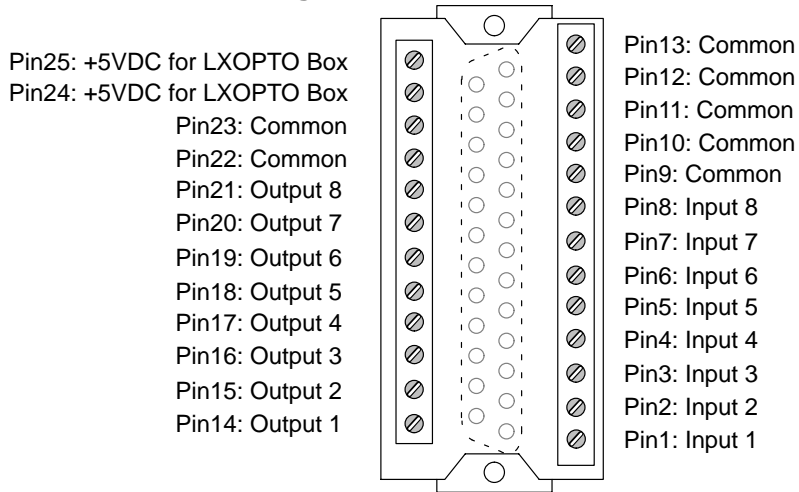 Pin25: +5VDC for LXOPTO Box
Pin24: +5VDC for LXOPTO Box
Pin23: Common
Pin22: Common
Pin21: Output 8
Pin20: Output 7
Pin19: Output 6
Pin18: Output 5
Pin17: Output 4
Pin16: Output 3
Pin15: Output 2
Pin14: Output 1
Pin13: Common
Pin12: Common
Pin11: Common
Pin10: Common
Pin9: Common
Pin8: Input 8
Pin7: Input 7
Pin6: Input 6
Pin5: Input 5
Pin4: Input 4
Pin3: Input 3
Pin2: Input 2
Pin1: Input 1